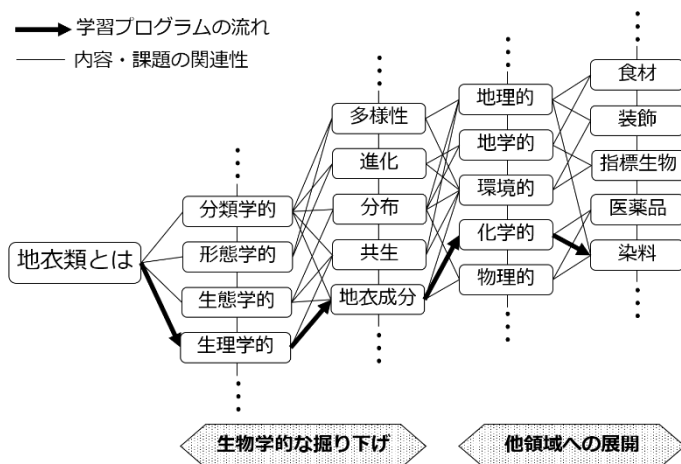 学習プログラムの流れ
内容・課題の関連性
地衣類とは
分類学的
形態学的
生態学的
生理学的
多様性
進化
分布
共生
地衣成分
地理的
地学的
環境的
化学的
物理的
食材
装飾
指標生物
医薬品
染料
生物学的な掘り下げ
他領域への展開